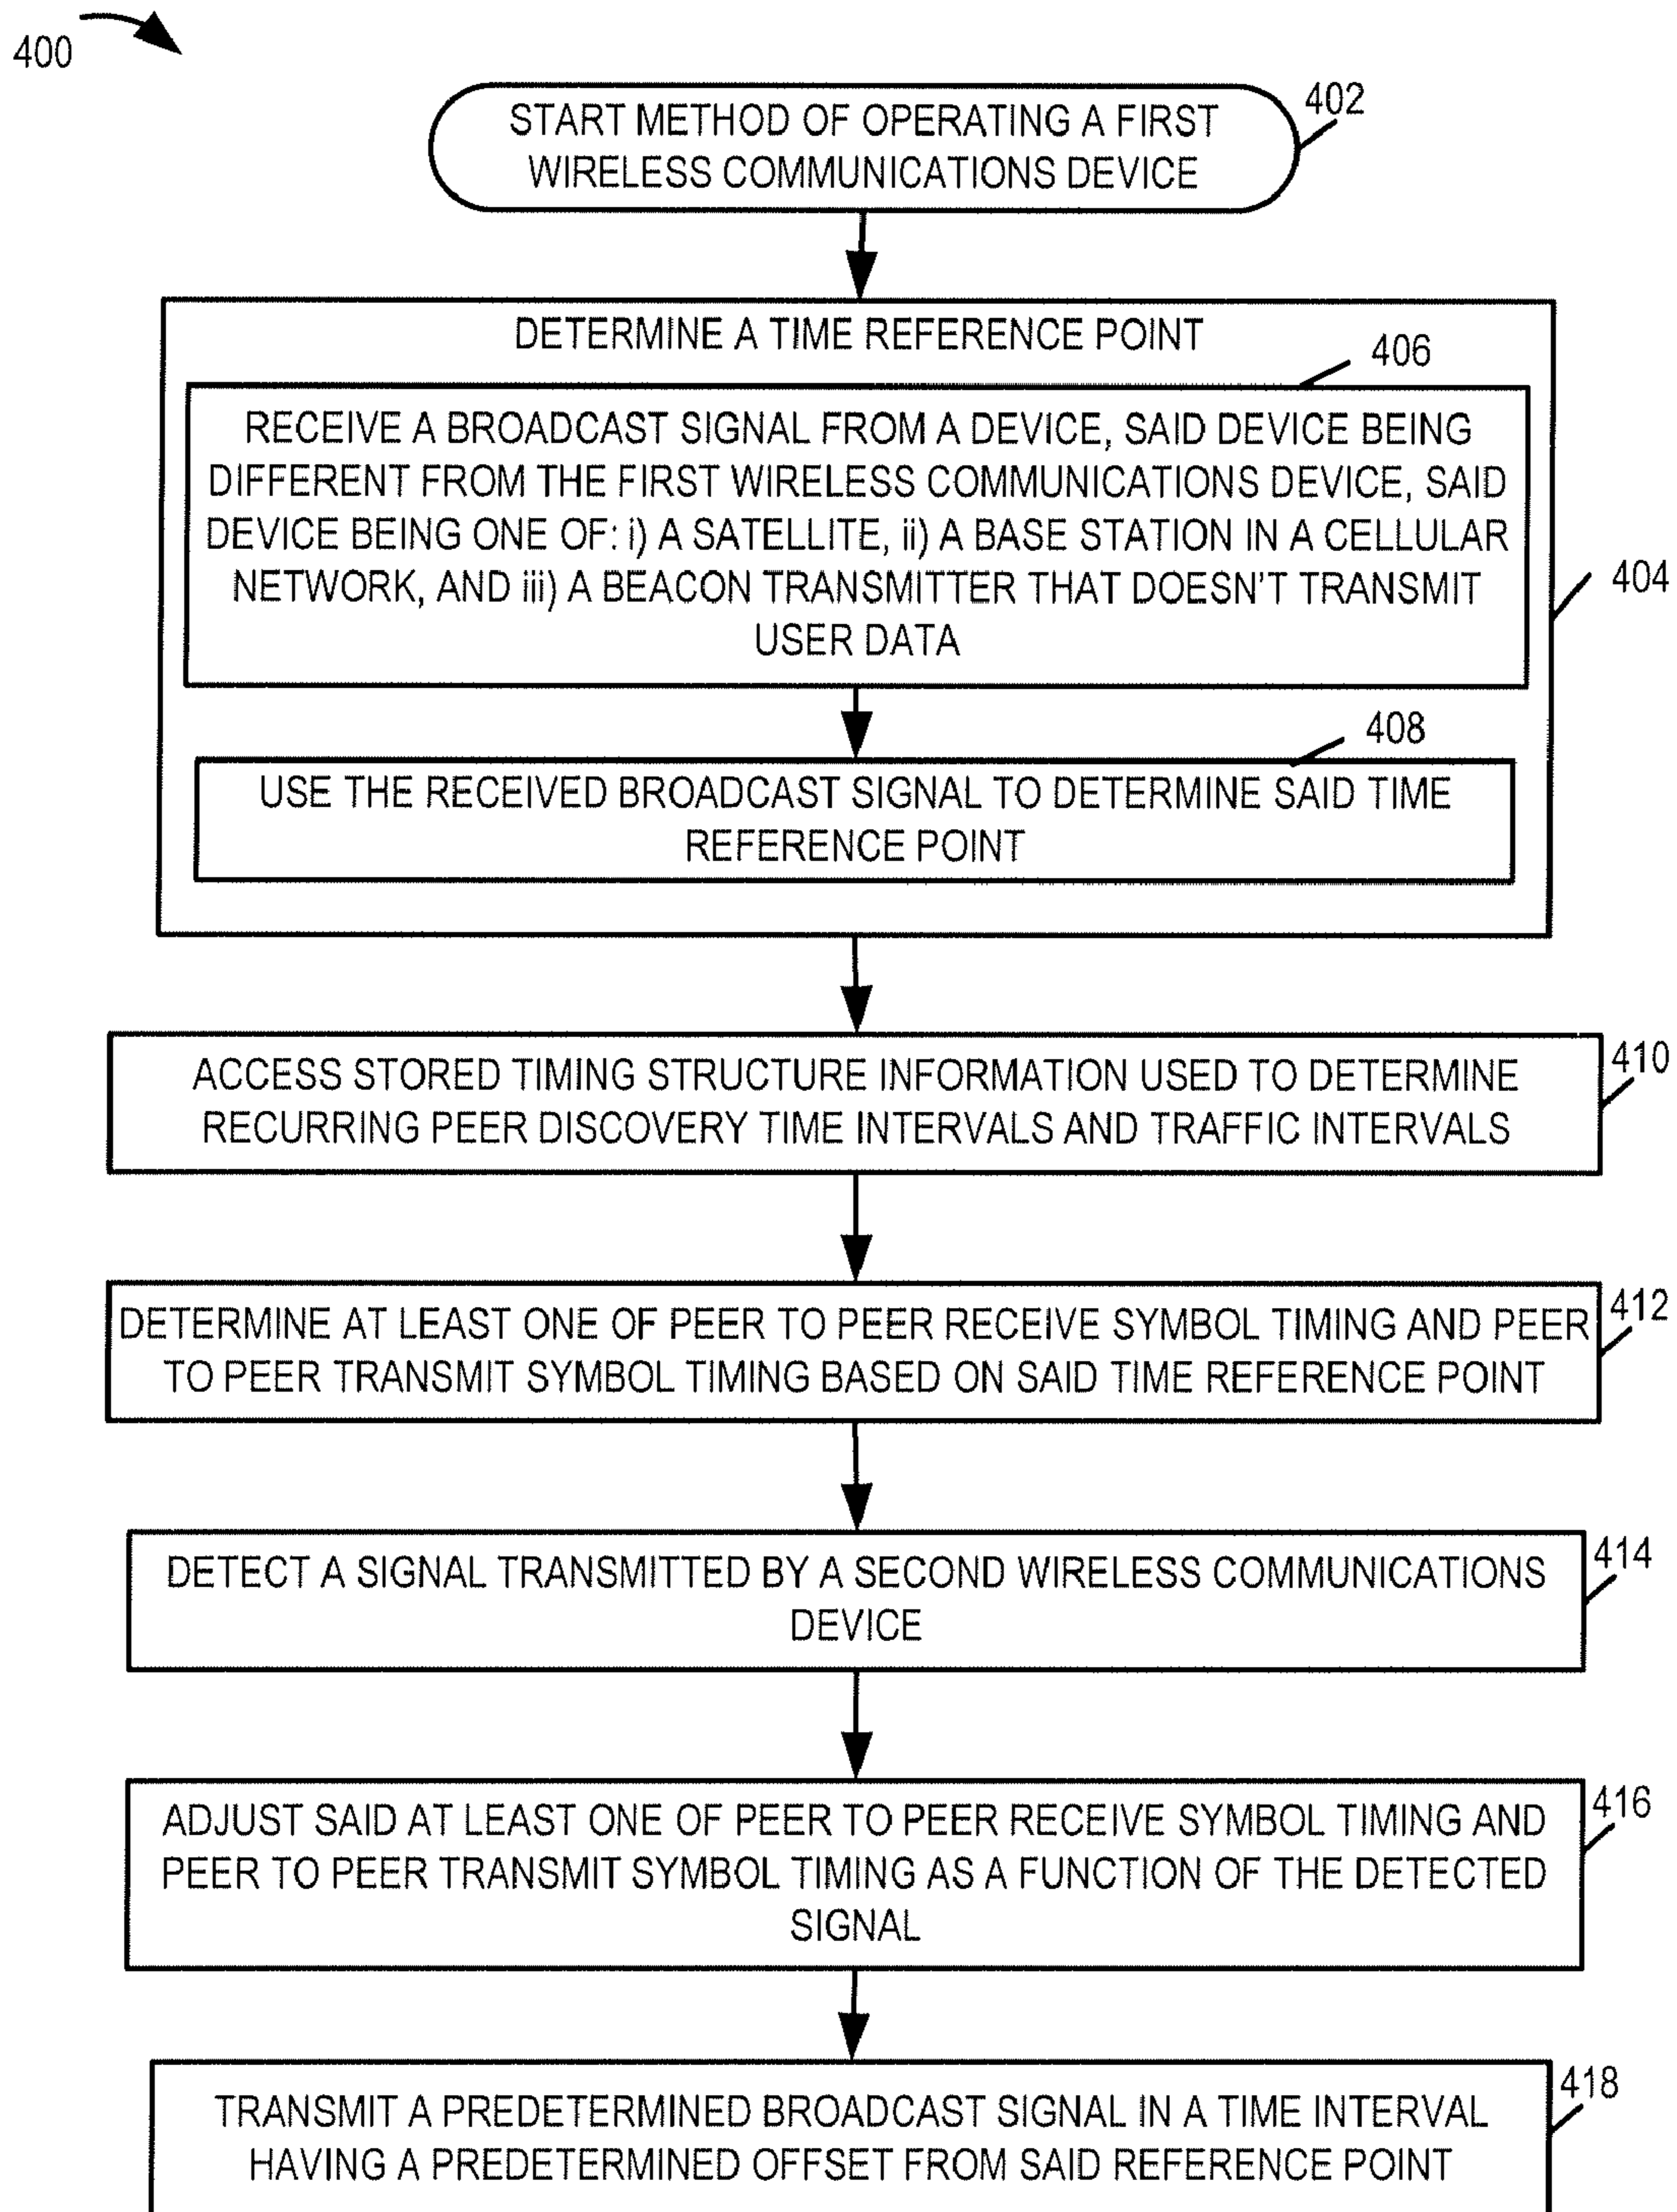 400
START METHOD OF OPERATING A FIRST
WIRELESS COMMUNICATIONS DEVICE
402
DETERMINE A TIME REFERENCE POINT
406
RECEIVE A BROADCAST SIGNAL FROM A DEVICE, SAID DEVICE BEING
DIFFERENT FROM THE FIRST WIRELESS COMMUNICATIONS DEVICE, SAID
DEVICE BEING ONE OF: i) A SATELLITE, ii) A BASE STATION IN A CELLULAR
NETWORK, AND iii) A BEACON TRANSMITTER THAT DOESN'T TRANSMIT
USER DATA
404
408
USE THE RECEIVED BROADCAST SIGNAL TO DETERMINE SAID TIME
REFERENCE POINT
410
ACCESS STORED TIMING STRUCTURE INFORMATION USED TO DETERMINE
RECURRING PEER DISCOVERY TIME INTERVALS AND TRAFFIC INTERVALS
412
DETERMINE AT LEAST ONE OF PEER TO PEER RECEIVE SYMBOL TIMING AND PEER
TO PEER TRANSMIT SYMBOL TIMING BASED ON SAID TIME REFERENCE POINT
414
DETECT A SIGNAL TRANSMITTED BY A SECOND WIRELESS COMMUNICATIONS
DEVICE
416
ADJUST SAID AT LEAST ONE OF PEER TO PEER RECEIVE SYMBOL TIMING AND
PEER TO PEER TRANSMIT SYMBOL TIMING AS A FUNCTION OF THE DETECTED
SIGNAL
418
TRANSMIT A PREDETERMINED BROADCAST SIGNAL IN A TIME INTERVAL
HAVING A PREDETERMINED OFFSET FROM SAID REFERENCE POINT